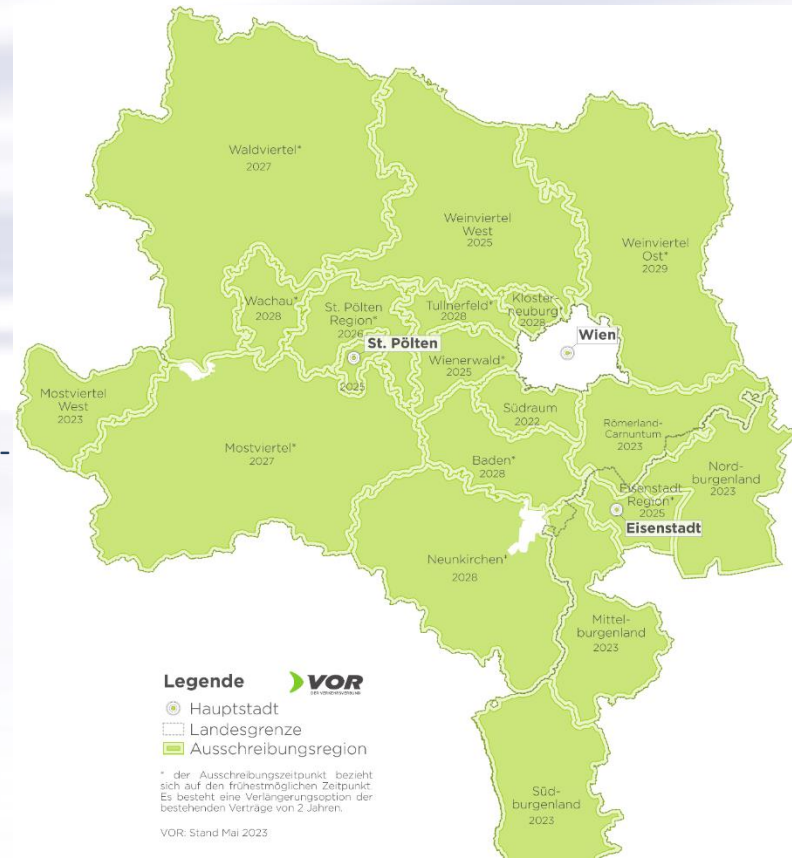 Waldviertel*
2027
Weinviertel
West
2025
Weinviertel
Ost*
2029
Wachau*
2028
St. Pölten
Region*
2026
Tullnerfeld*
2028
Kloster-
neuburg*
2028
Wien
St. Pölten
2025
Wienerwald*
2025
Mostviertel
West
2023
Südraum
2022
Römerland-
Carnuntum
2023
Mostviertel*
2027
Baden*
2028
Nord-
burgenland
2023
Eisenstadt
Region*
2025
Eisenstadt
Neunkirchen*
2028
Mittel-
burgenland
2023
Süd-
burgenland
2023
Legende
VOR
DER VERKEHRSVERBUND
Hauptstadt
Landesgrenze
Ausschreibungsregion
* der Ausschreibungszeitpunkt bezieht
sich auf den frühestmöglichen Zeitpunkt.
Es besteht eine Verlängerungsoption der
bestehenden Verträge von 2 Jahren.
VOR: Stand Mai 2023